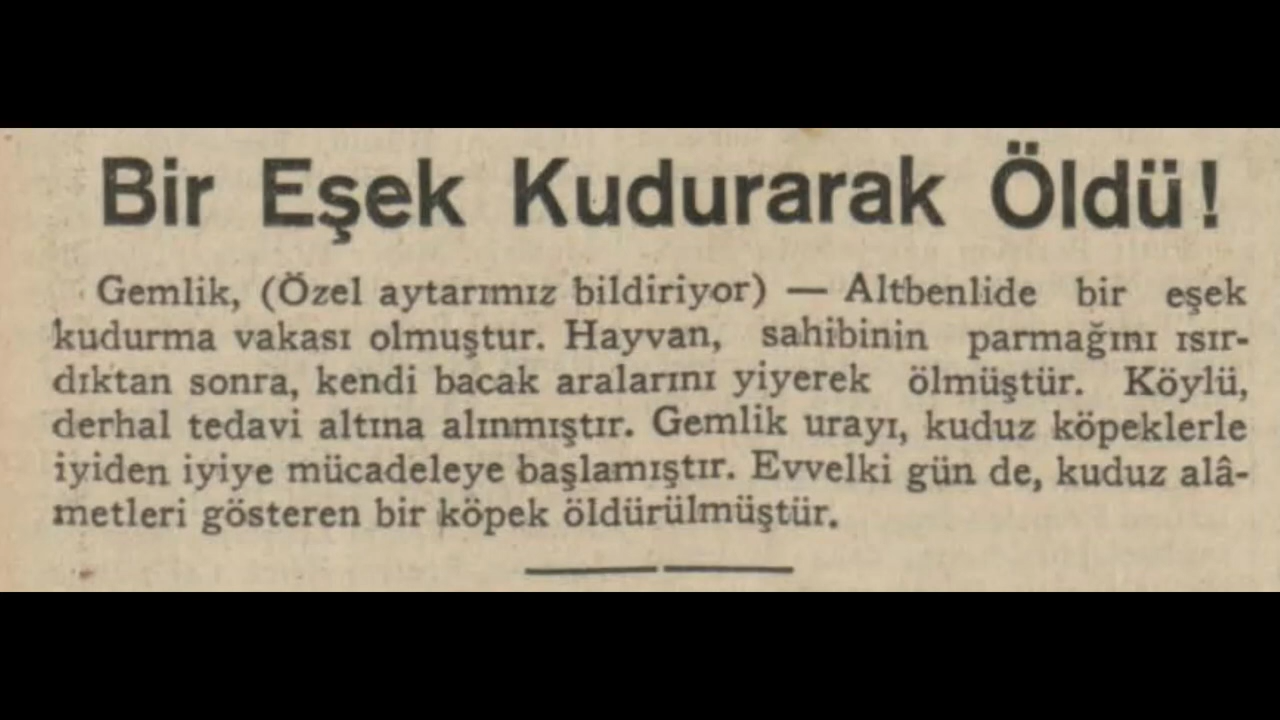 Bir Eşek Kudurarak Öldü!
Gemlik, (Özel aytarımız bildiriyor) — Altbenlide bir eşek
kudurma vakası olmuştur. Hayvan, sahibinin parmağını ısır-
dıktan sonra, kendi bacak aralarını yiyerek ölmüştür. Köylü,
derhal tedavi altına alınmıştır. Gemlik urayı, kuduz köpeklerle
iyiden iyiye mücadeleye başlamıştır. Evvelki gün de, kuduz alâ-
metleri gösteren bir köpek öldürülmüştür.